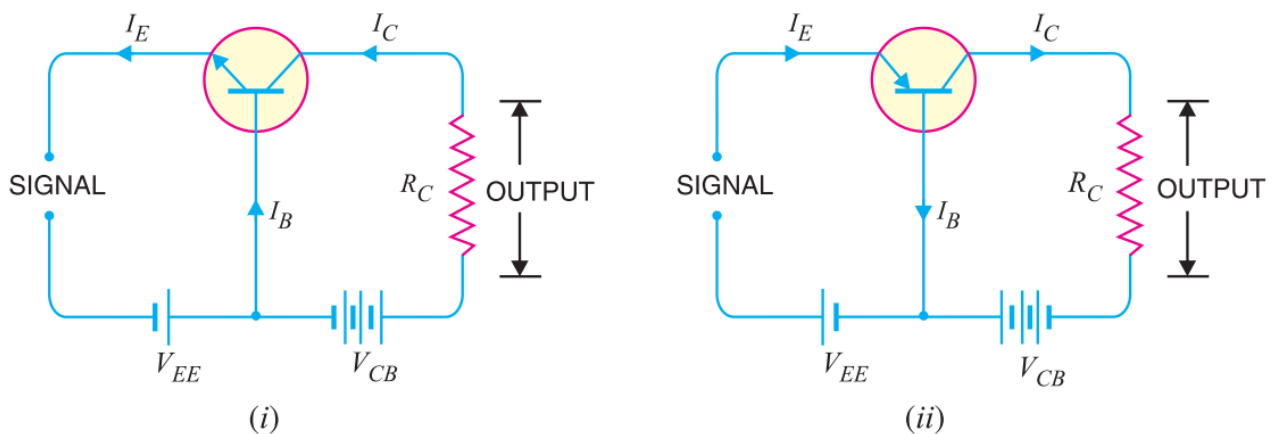 I_E I_C
SIGNAL R_C OUTPUT
I_B
V_EE V_CB
(i)
I_E I_C
SIGNAL R_C OUTPUT
I_B
V_EE V_CB
(ii)